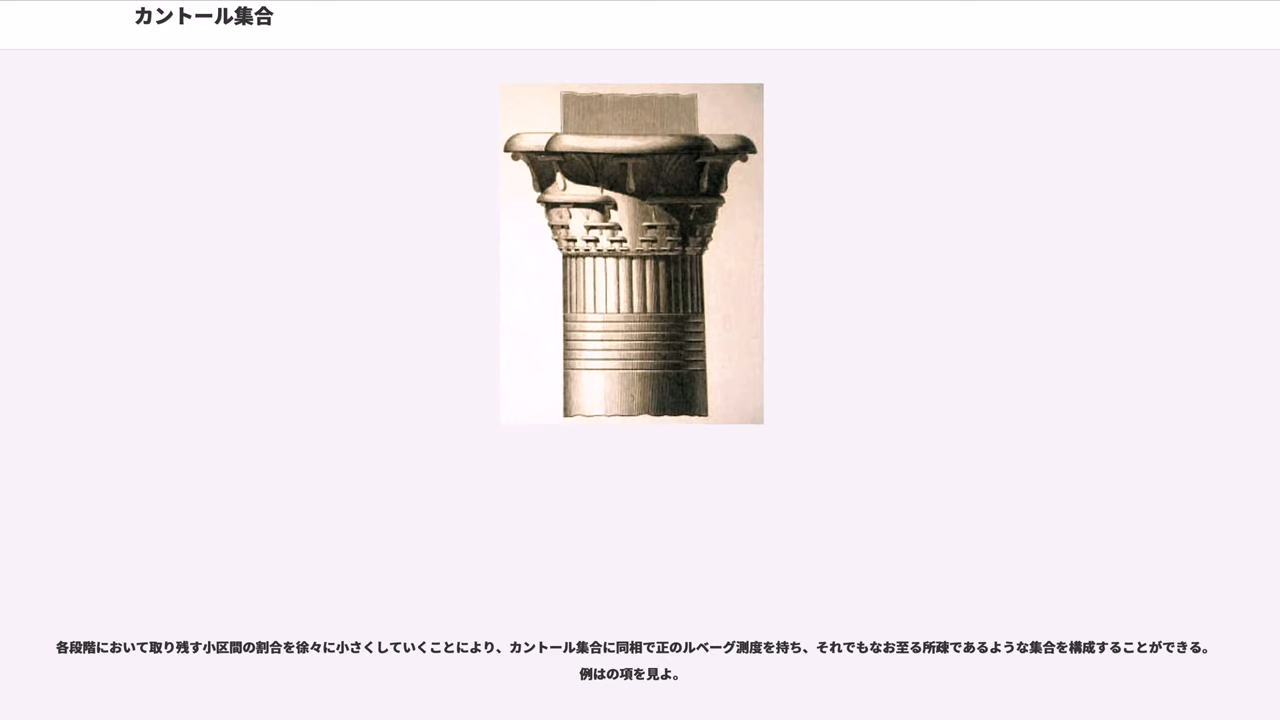 カントール集合
各段階において取り残す小区間の割合を徐々に小さくしていくことにより、カントール集合に同相で正のルベーグ測度を持ち、それでもなお至る所疎であるような集合を構成することができる。
例はの項を見よ。